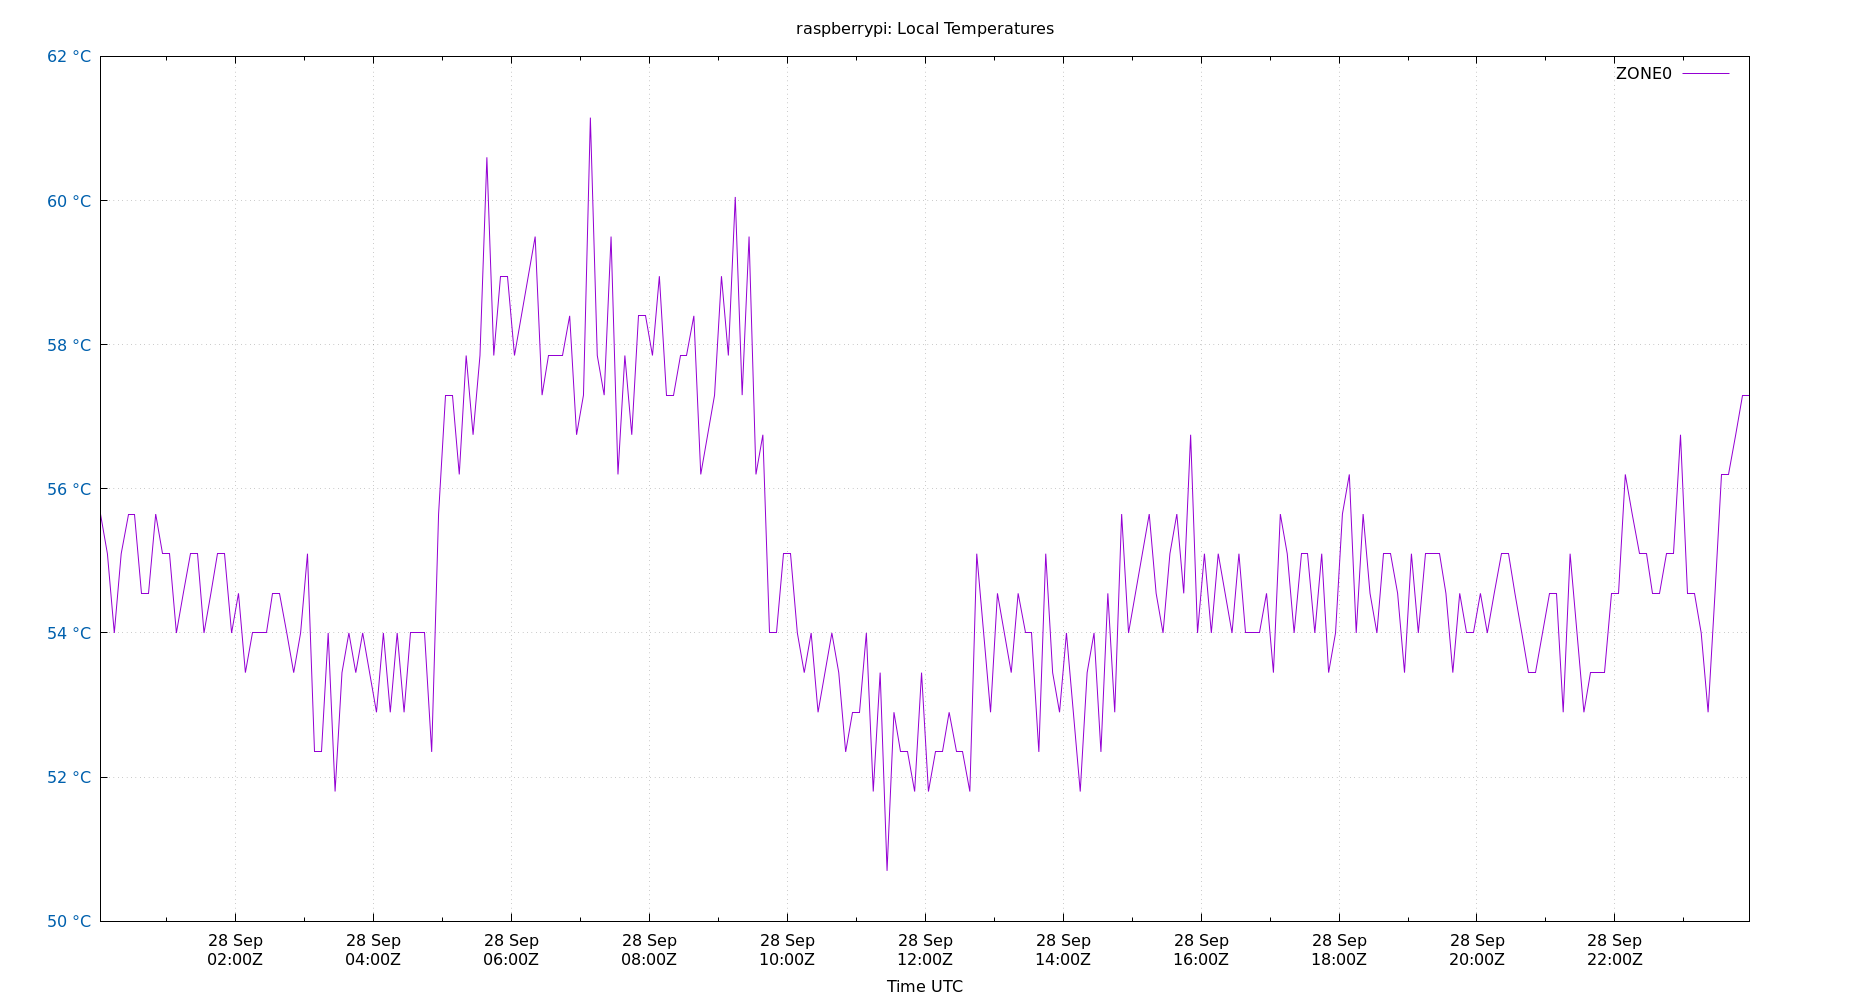 raspberrypi: Local Temperatures
ZONE0
62 °C
60 °C
58 °C
56 °C
54 °C
52 °C
50 °C
28 Sep 28 Sep 28 Sep 28 Sep 28 Sep 28 Sep 28 Sep 28 Sep 28 Sep 28 Sep 28 Sep
02:00Z 04:00Z 06:00Z 08:00Z 10:00Z 12:00Z 14:00Z 16:00Z 18:00Z 20:00Z 22:00Z
Time UTC